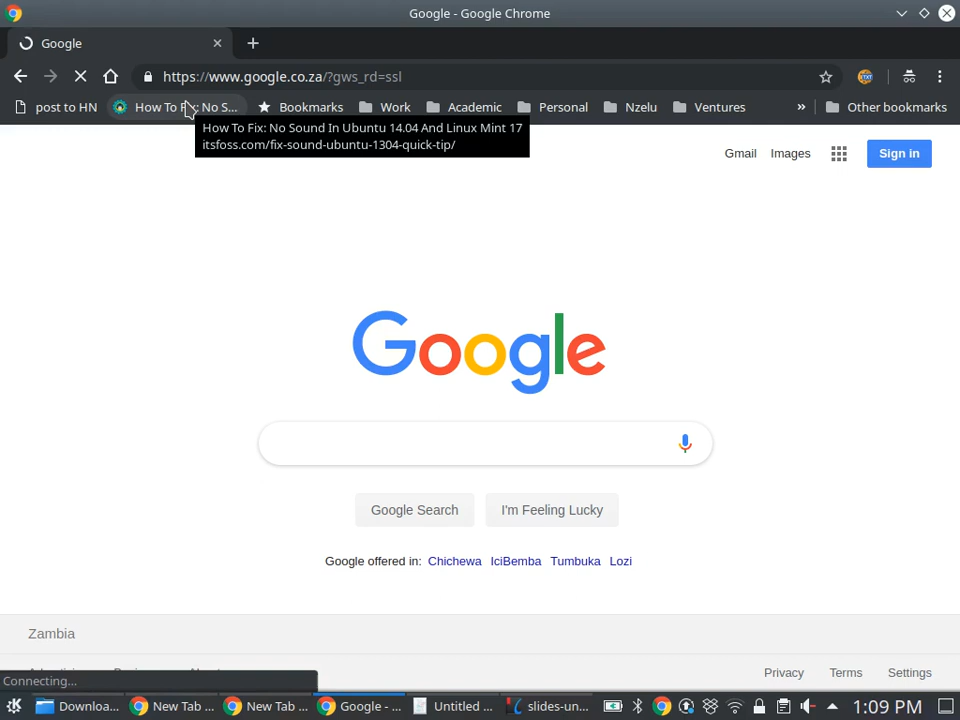 Google - Google Chrome
Google
https://www.google.co.za/?gws_rd=ssl
post to HN How To Fix: No S... Bookmarks Work Academic Personal Nzelu Ventures » Other bookmarks
How To Fix: No Sound In Ubuntu 14.04 And Linux Mint 17
itsfoss.com/fix-sound-ubuntu-1304-quick-tip/
Gmail Images Sign in
Google
Google Search I'm Feeling Lucky
Google offered in: Chichewa IciBemba Tumbuka Lozi
Zambia
Privacy Terms Settings
Connecting...
Downloa... New Tab ... New Tab ... Google - ... Untitled ... slides-un... 1:09 PM